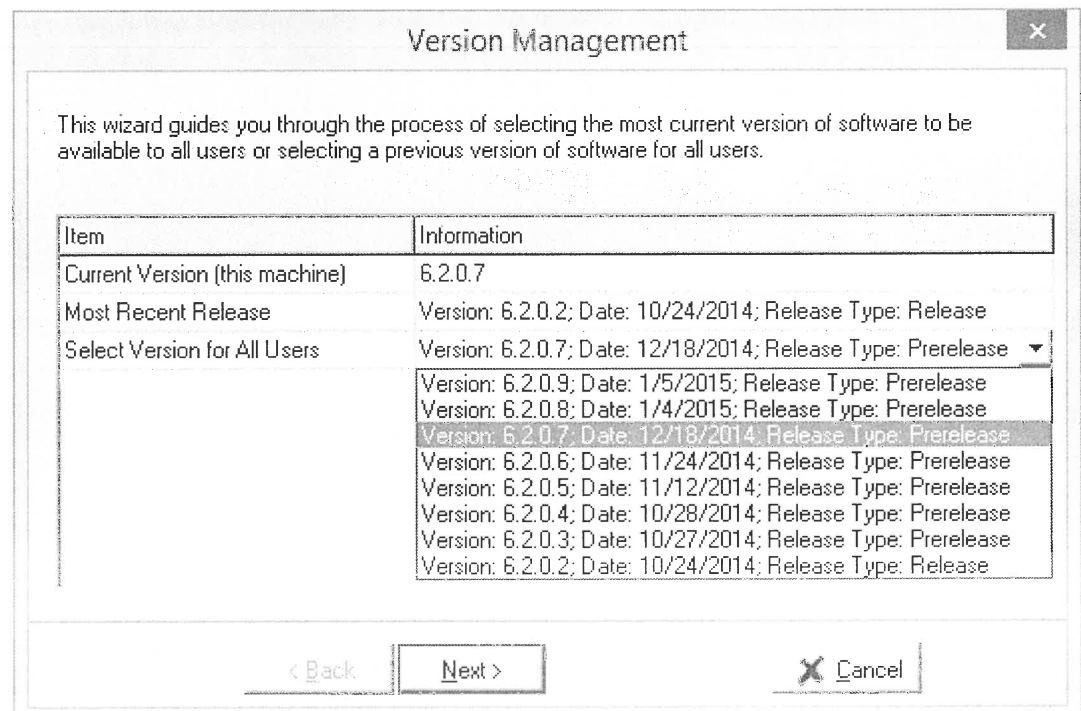 Version Management
This wizard guides you through the process of selecting the most current version of software to be
available to all users or selecting a previous version of software for all users.
Item Information
Current Version (this machine) 6.2.0.7
Most Recent Release Version: 6.2.0.2; Date: 10/24/2014; Release Type: Release
Select Version for All Users Version: 6.2.0.7; Date: 12/18/2014; Release Type: Prerelease
Version: 6.2.0.9; Date: 1/5/2015; Release Type: Prerelease
Version: 6.2.0.8; Date: 1/4/2015; Release Type: Prerelease
Version: 6.2.0.7; Date: 12/18/2014; Release Type: Prerelease
Version: 6.2.0.6; Date: 11/24/2014; Release Type: Prerelease
Version: 6.2.0.5; Date: 11/12/2014; Release Type: Prerelease
Version: 6.2.0.4; Date: 10/28/2014; Release Type: Prerelease
Version: 6.2.0.3; Date: 10/27/2014; Release Type: Prerelease
Version: 6.2.0.2; Date: 10/24/2014; Release Type: Release
< Back Next > Cancel